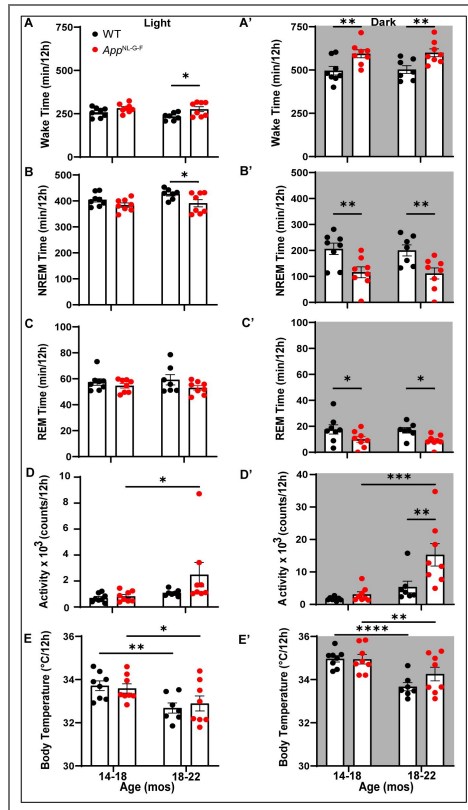 A
Light
WT
App^NL-G-F
Wake Time (min/12h)
750
500
250
0
*
A'
Dark
Wake Time (min/12h)
750
500
250
0
**
**
B
NREM Time (min/12h)
500
400
300
200
100
0
*
B'
NREM Time (min/12h)
500
400
300
200
100
0
**
**
C
REM Time (min/12h)
100
80
60
40
20
0
C'
REM Time (min/12h)
100
80
60
40
20
0
*
*
D
Activity x 10^3 (counts/12h)
10
8
6
4
2
0
*
D'
Activity x 10^3 (counts/12h)
40
30
20
10
0
***
**
E
Body Temperature (°C/12h)
36
34
32
30
*
**
14-18
18-22
Age (mos)
E'
Body Temperature (°C/12h)
36
34
32
30
**
****
14-18
18-22
Age (mos)